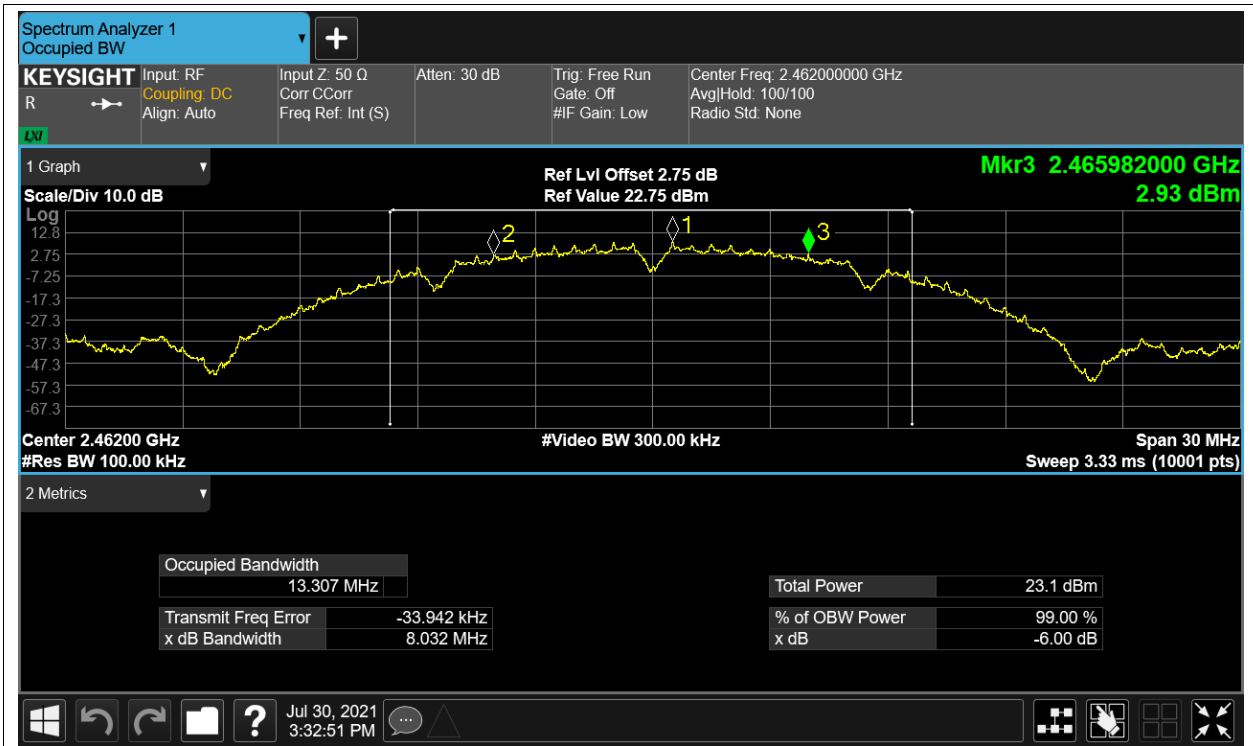 Spectrum Analyzer 1
Occupied BW
+
KEYSIGHT
R
LXI
Input: RF
Coupling: DC
Align: Auto
Input Z: 50 Ω
Corr CCorr
Freq Ref: Int (S)
Atten: 30 dB
Trig: Free Run
Gate: Off
#IF Gain: Low
Center Freq: 2.462000000 GHz
Avg|Hold: 100/100
Radio Std: None
1 Graph
Scale/Div 10.0 dB
Ref Lvl Offset 2.75 dB
Ref Value 22.75 dBm
Mkr3 2.465982000 GHz
2.93 dBm
Log
12.8
2.75
-7.25
-17.3
-27.3
-37.3
-47.3
-57.3
-67.3
2
1
3
Center 2.46200 GHz
#Res BW 100.00 kHz
#Video BW 300.00 kHz
Span 30 MHz
Sweep 3.33 ms (10001 pts)
2 Metrics
Occupied Bandwidth
13.307 MHz
Transmit Freq Error -33.942 kHz
x dB Bandwidth 8.032 MHz
Total Power 23.1 dBm
% of OBW Power 99.00 %
x dB -6.00 dB
?
Jul 30, 2021
3:32:51 PM